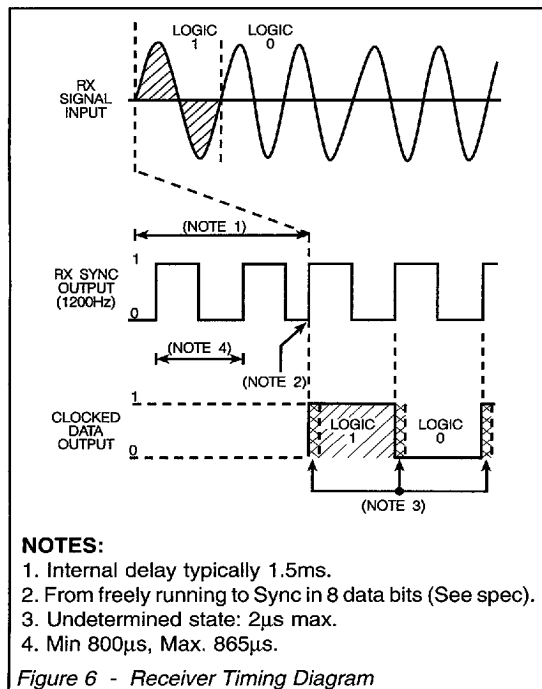 LOGIC
1
LOGIC
0
RX
SIGNAL
INPUT
(NOTE 1)
RX SYNC
OUTPUT
(1200Hz)
1
0
(NOTE 4)
(NOTE 2)
CLOCKED
DATA
OUTPUT
1
0
LOGIC
1
LOGIC
0
(NOTE 3)
NOTES:
1. Internal delay typically 1.5ms.
2. From freely running to Sync in 8 data bits (See spec).
3. Undetermined state: 2µs max.
4. Min 800µs, Max. 865µs.
Figure 6 - Receiver Timing Diagram